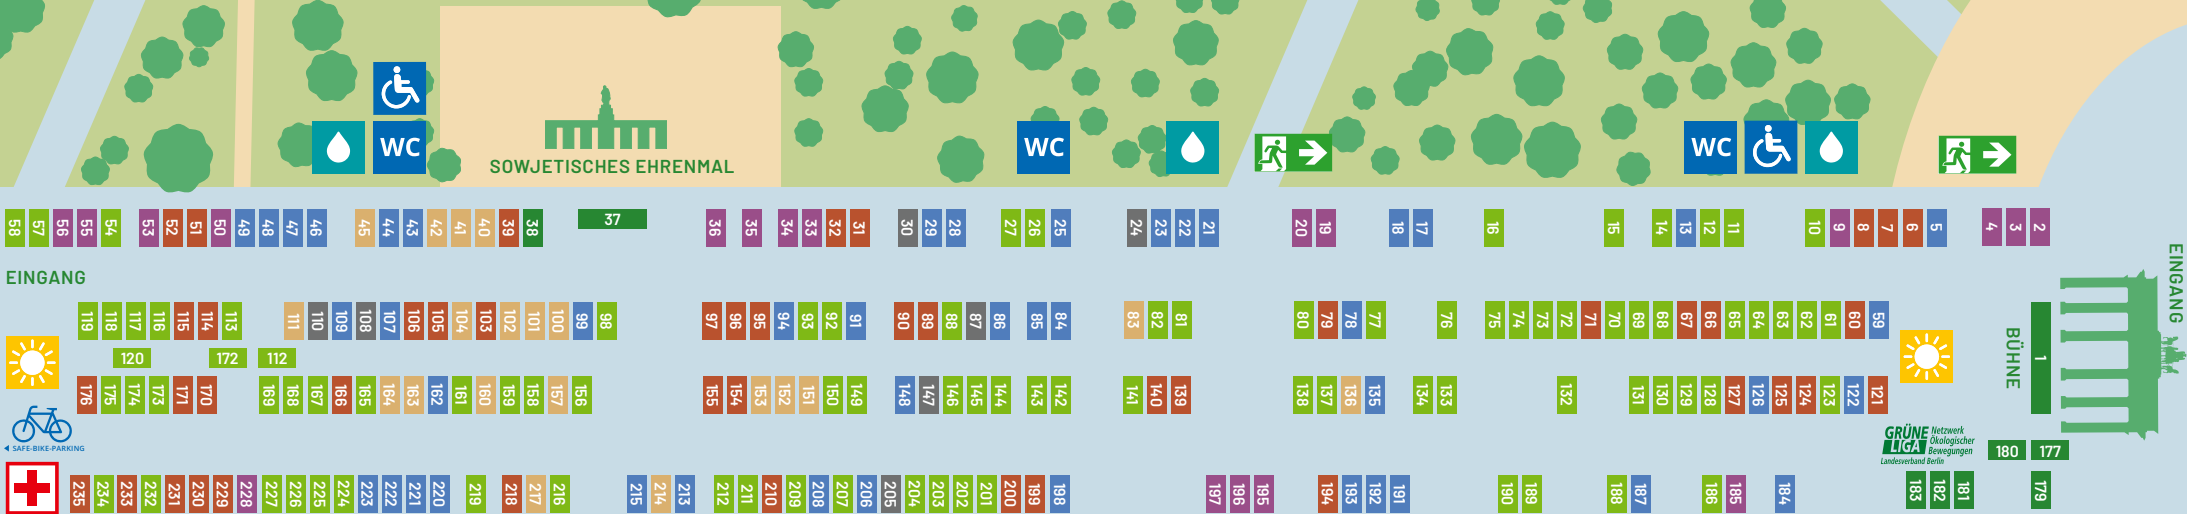 WC
SOWJETISCHES EHRENMAL
WC
WC
58 57 56 55 54 53 52 51 50 49 48 47 46 45 44 43 42 41 40 39 38 37 36 35 34 33 32 31 30 29 28 27 26 25 24 23 22 21 20 19 18 17 16 15 14 13 12 11 10 9 8 7 6 5 4 3 2
EINGANG
EINGANG
119 118 117 116 115 114 113 111 110 109 108 107 106 105 104 103 102 101 100 99 98 97 96 95 94 93 92 91 90 89 88 87 86 85 84 83 82 81 80 79 78 77 76 75 74 73 72 71 70 69 68 67 66 65 64 63 62 61 60 59
120 172 112
BÜHNE
1
176 175 174 173 171 170 169 168 167 166 165 164 163 162 161 160 159 158 157 156 155 154 153 152 151 150 149 148 147 146 145 144 143 142 141 140 139 138 137 136 135 134 133 132 131 130 129 128 127 126 125 124 123 122 121
SAFE-BIKE-PARKING
GRÜNE LIGA
Netzwerk
Ökologischer
Bewegungen
Landesverband Berlin
180 177
235 234 233 232 231 230 229 228 227 226 225 224 223 222 221 220 219 218 217 216 215 214 213 212 211 210 209 208 207 206 205 204 203 202 201 200 199 198 197 196 195 194 193 192 191 190 189 188 187 186 185 184 183 182 181 179